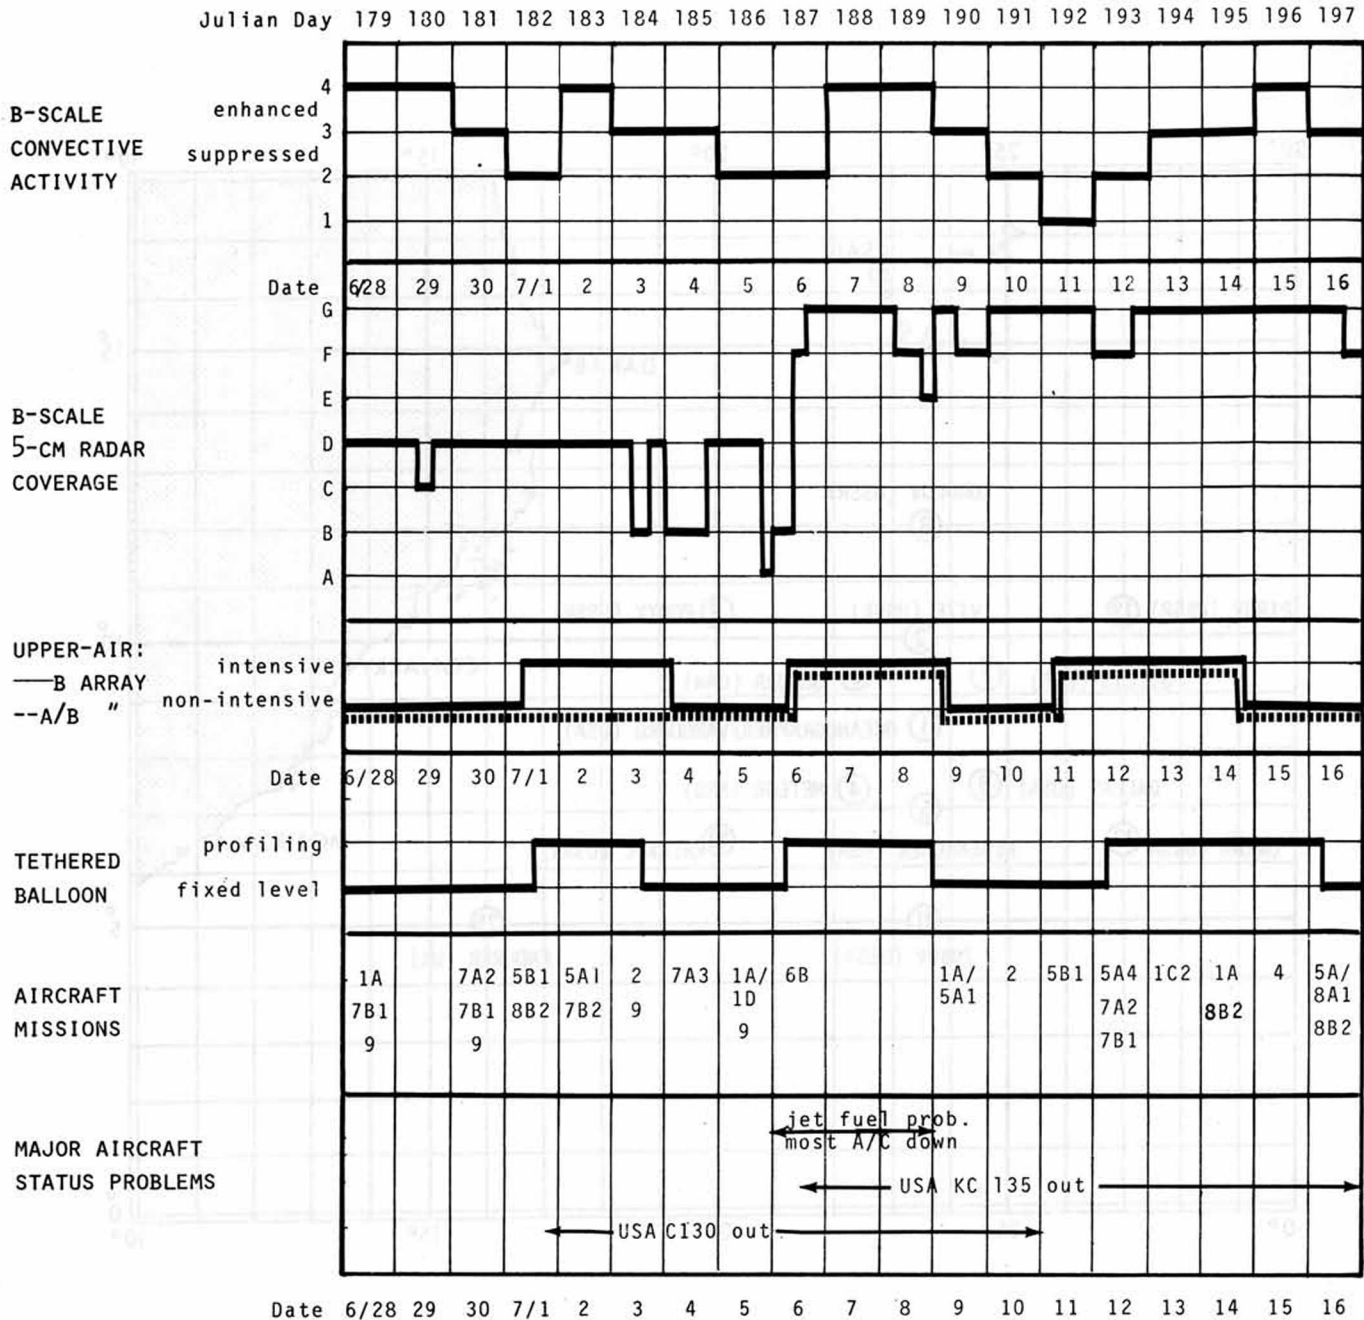 Julian Day 179 180 181 182 183 184 185 186 187 188 189 190 191 192 193 194 195 196 197
B-SCALE CONVECTIVE ACTIVITY
4
enhanced
3
suppressed
2
1
Date 6/28 29 30 7/1 2 3 4 5 6 7 8 9 10 11 12 13 14 15 16
B-SCALE 5-CM RADAR COVERAGE
G
F
E
D
C
B
A
UPPER-AIR:
—B ARRAY
--A/B "
intensive
non-intensive
Date 6/28 29 30 7/1 2 3 4 5 6 7 8 9 10 11 12 13 14 15 16
TETHERED BALLOON
profiling
fixed level
AIRCRAFT MISSIONS
1A 7A2 5B1 5A1 2 7A3 1A/ 6B 1A/ 2 5B1 5A4 1C2 1A 4 5A/
1D 5A1 8A1
7B1 7B1 8B2 7B2 9 7A2 8B2
9 9 9 7B1 8B2
MAJOR AIRCRAFT STATUS PROBLEMS
jet fuel prob.
most A/C down
USA KC 135 out
USA C130 out
Date 6/28 29 30 7/1 2 3 4 5 6 7 8 9 10 11 12 13 14 15 16